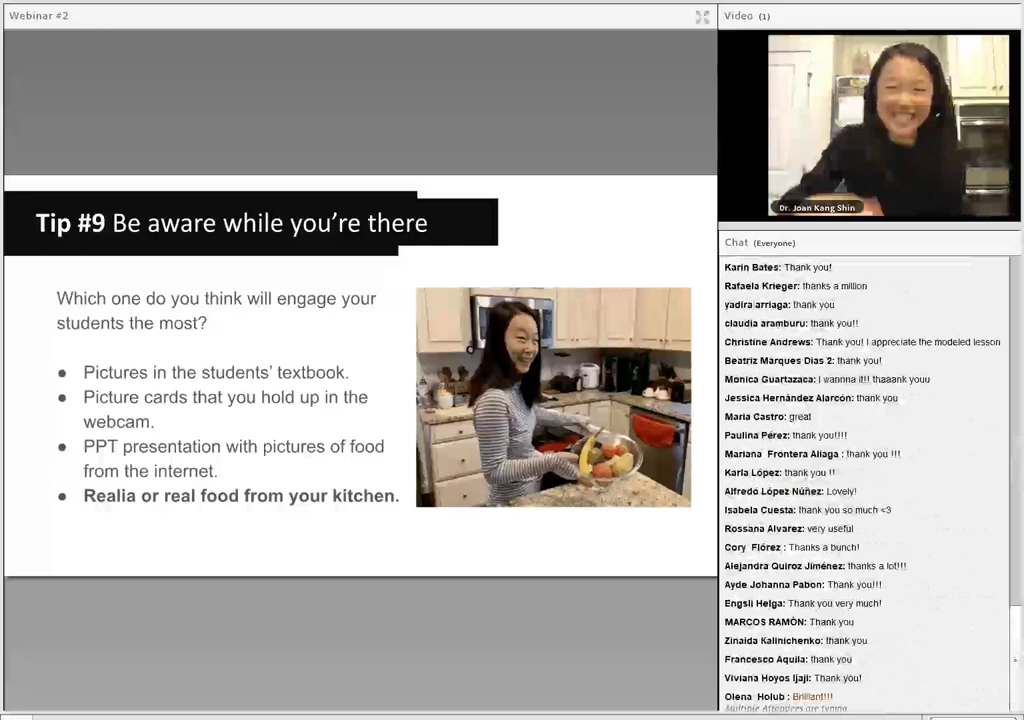 Webinar #2
Tip #9 Be aware while you're there
Which one do you think will engage your
students the most?
● Pictures in the students' textbook.
● Picture cards that you hold up in the
webcam.
● PPT presentation with pictures of food
from the internet.
● Realia or real food from your kitchen.
Video (1)
Dr. Joan Kang Shin
Chat (Everyone)
Karin Bates: Thank you!
Rafaela Krieger: thanks a million
yadira arriaga: thank you
claudia aramburu: thank you!!
Christine Andrews: Thank you! I appreciate the modeled lesson
Beatriz Marques Dias 2: thank you!
Monica Guartazaca: I wannna it!! thaaank youu
Jessica Hernández Alarcón: thank you
Maria Castro: great
Paulina Pérez: thank you!!!!
Mariana Frontera Aliaga : thank you !!!
Karla López: thank you !!
Alfredo López Núñez: Lovely!
Isabela Cuesta: thank you so much <3
Rossana Alvarez: very useful
Cory Flórez : Thanks a bunch!
Alejandra Quiroz Jiménez: thanks a lot!!!
Ayde Johanna Pabon: Thank you!!!
Engsli Helga: Thank you very much!
MARCOS RAMÓN: Thank you
Zinaida Kalinichenko: thank you
Francesco Aquila: thank you
Viviana Hoyos Ijaji: Thank you!
Olena Holub : Brilliant!!!
Multiple Attendees are typing